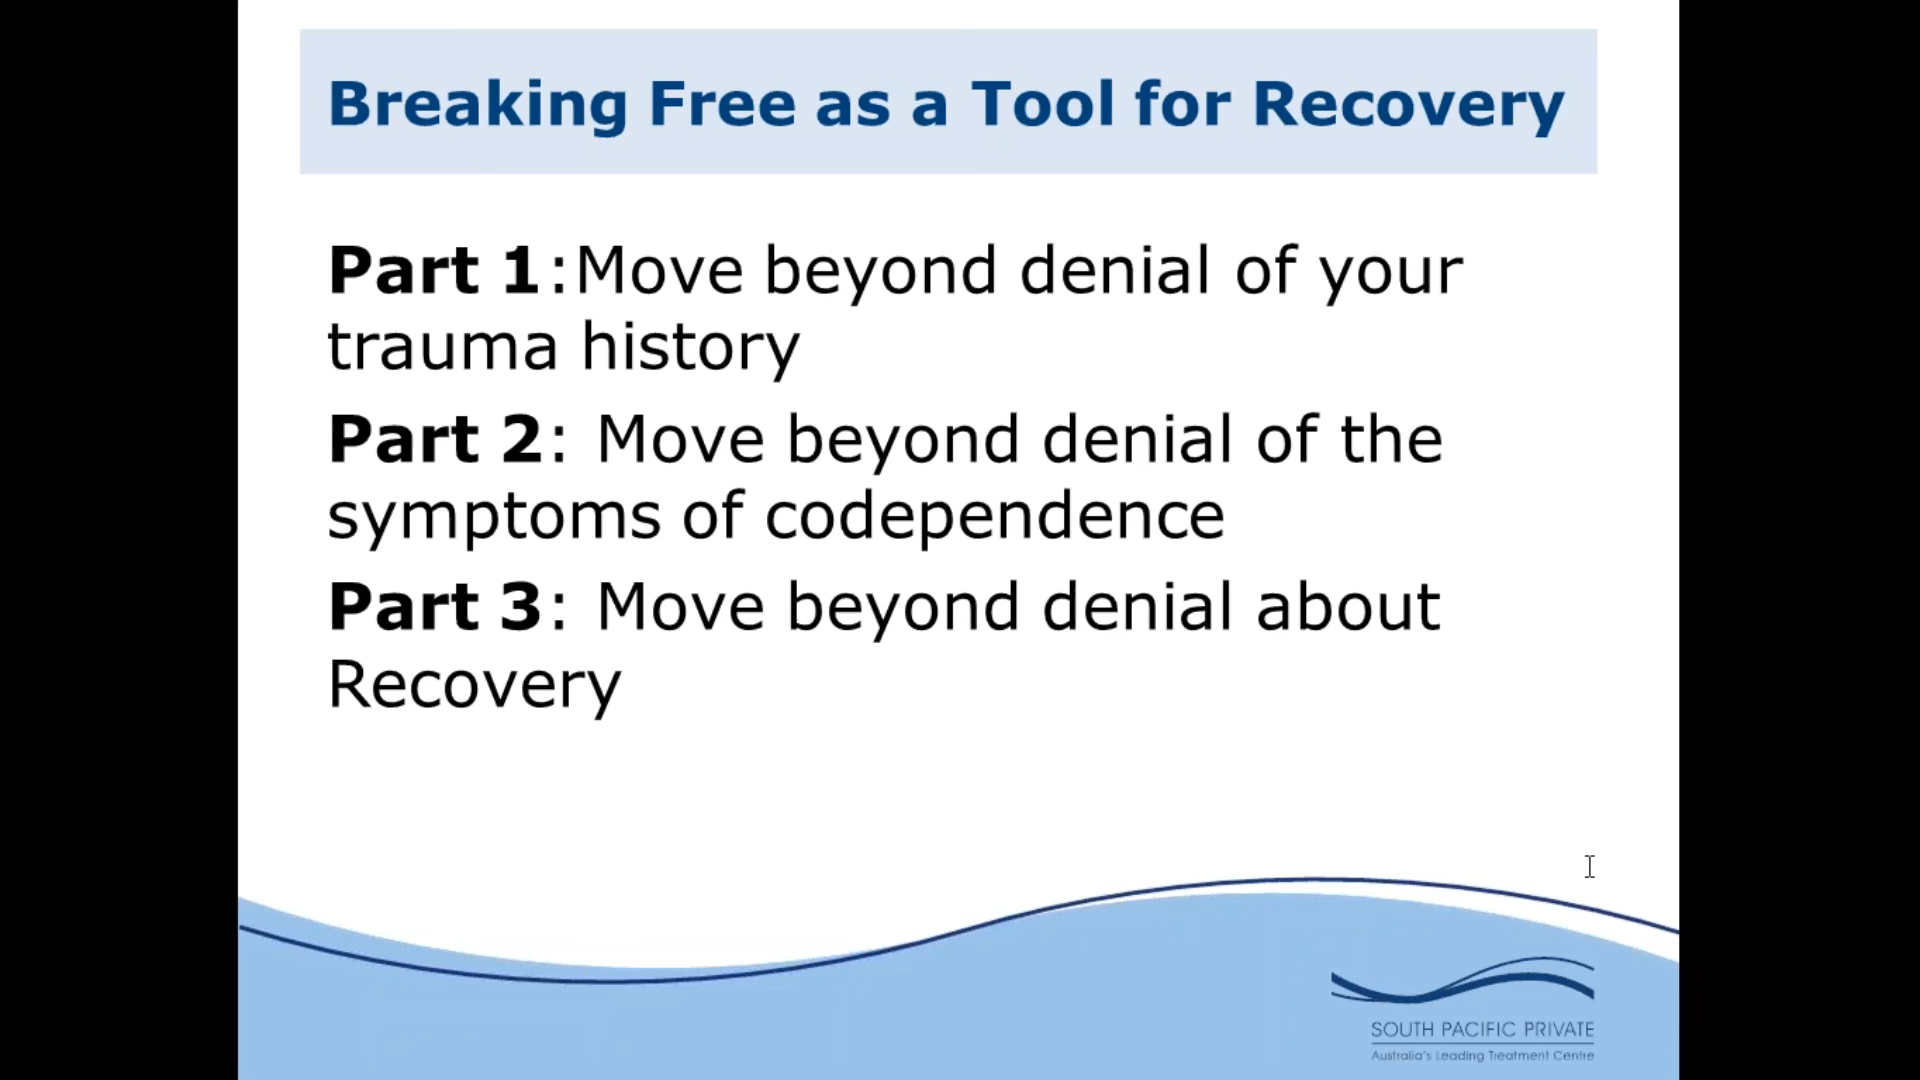 Breaking Free as a Tool for Recovery
Part 1:Move beyond denial of your
trauma history
Part 2: Move beyond denial of the
symptoms of codependence
Part 3: Move beyond denial about
Recovery
SOUTH PACIFIC PRIVATE
Australia's Leading Treatment Centre